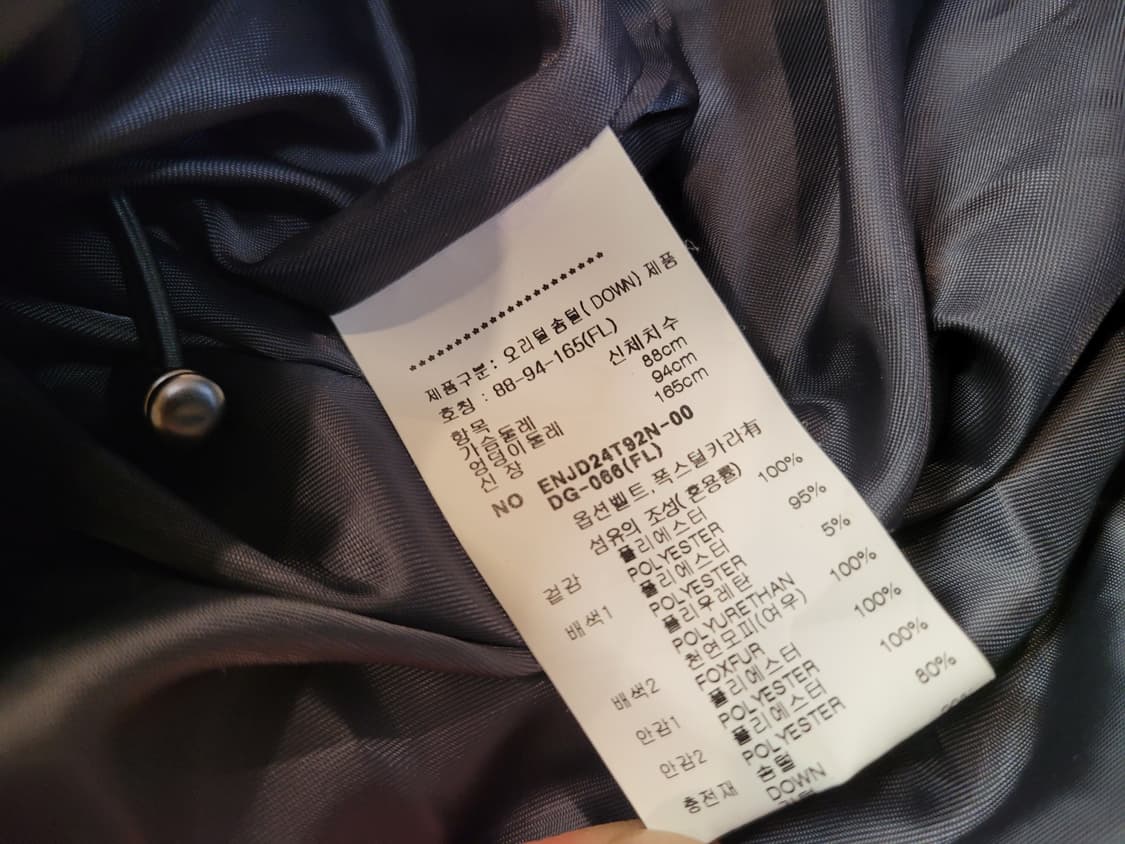 **********************
제품구분: 오리털솜털(DOWN) 제품
호칭 : 88-94-165(FL)
항목 신체치수
가슴둘레 88cm
엉덩이둘레 94cm
신장 165cm
NO ENJD24T92N-00
DG-066(FL)
옵션벨트,폭스털카라有
섬유의 조성(혼용률)
겉감 폴리에스터 100%
POLYESTER
배색1 폴리에스터 95%
POLYESTER
폴리우레탄 5%
POLYURETHAN
배색2 천연모피(여우) 100%
FOXFUR
안감1 폴리에스터 100%
POLYESTER
안감2 폴리에스터 100%
POLYESTER
충전재 솜털 80%
DOWN